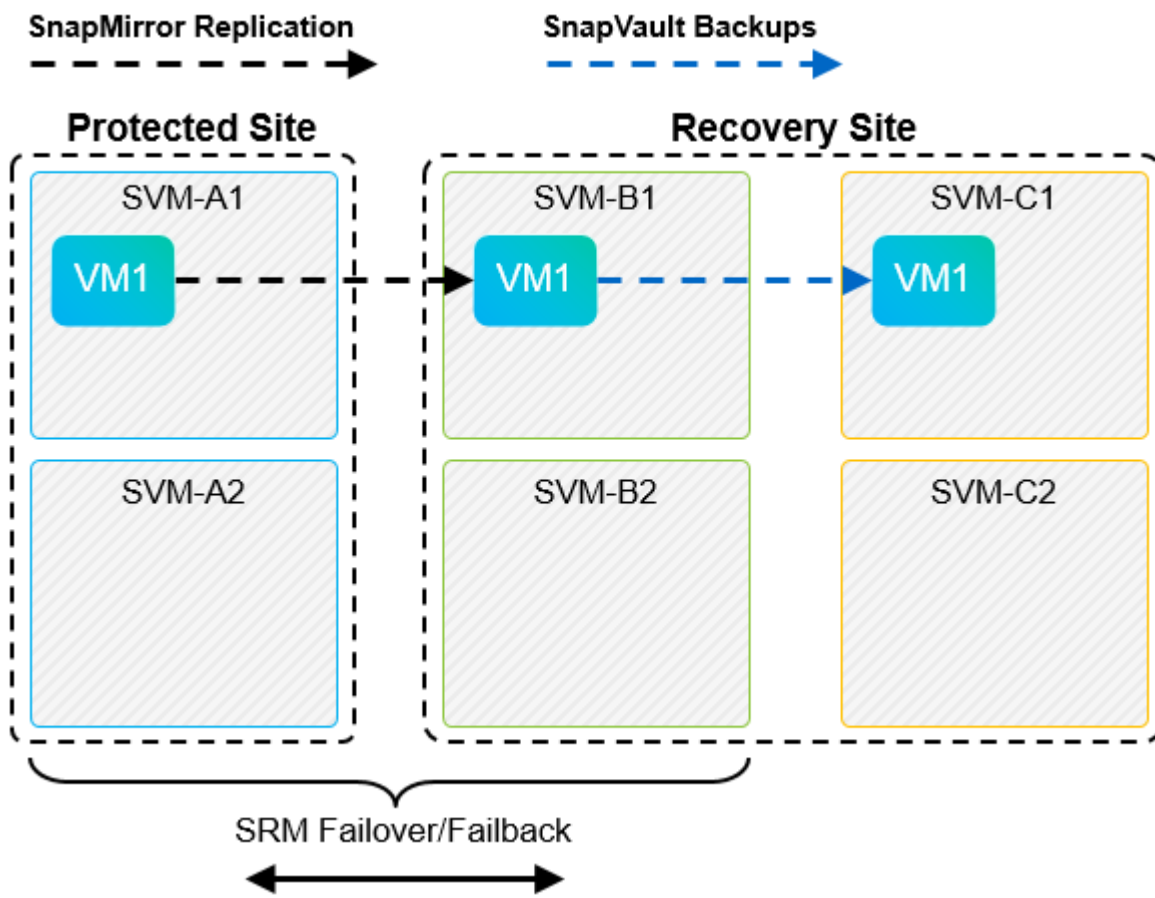 SnapMirror Replication
SnapVault Backups
Protected Site
Recovery Site
SVM-A1
SVM-B1
SVM-C1
VM1
VM1
VM1
SVM-A2
SVM-B2
SVM-C2
SRM Failover/Failback